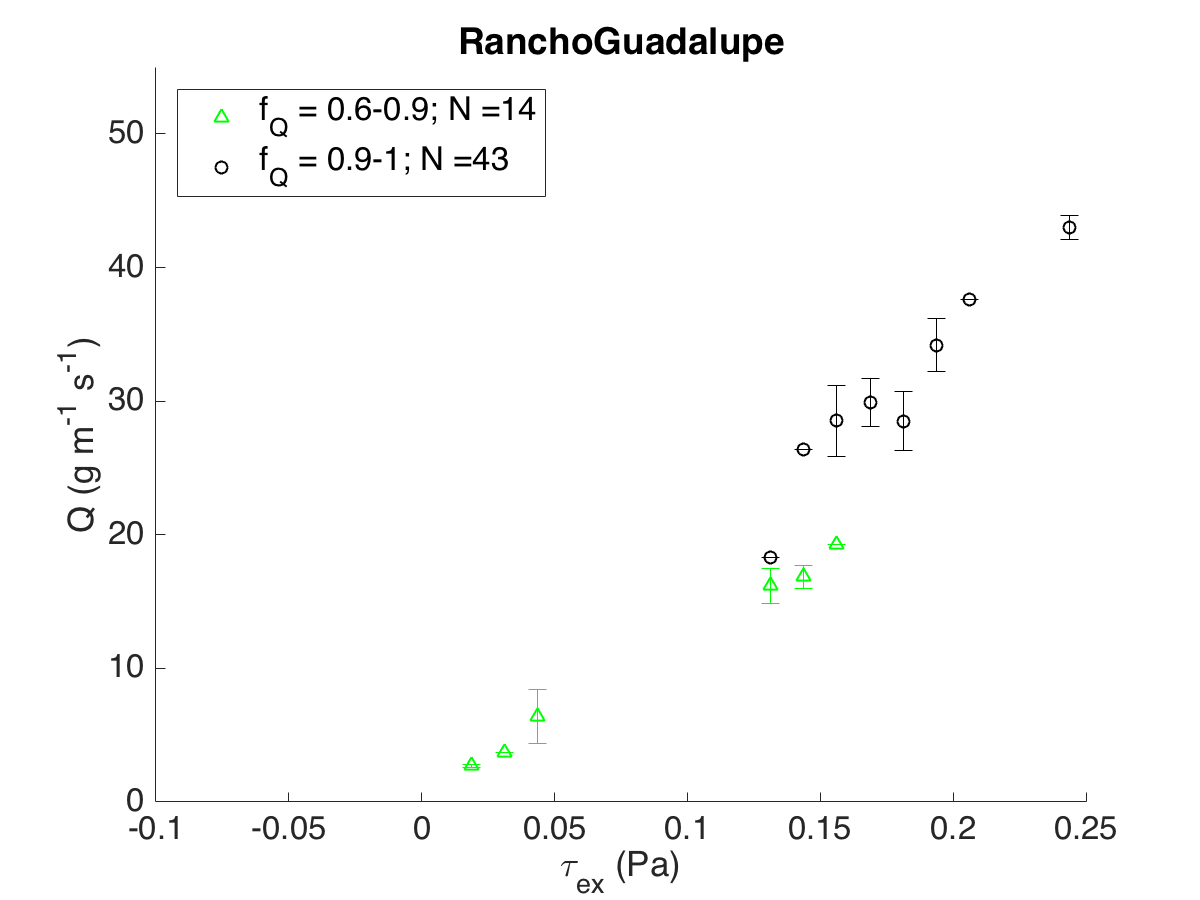 RanchoGuadalupe
f_Q = 0.6-0.9; N =14
f_Q = 0.9-1; N =43
50
40
30
20
10
0
Q (g m^-1 s^-1)
-0.1 -0.05 0 0.05 0.1 0.15 0.2 0.25
τ_ex (Pa)